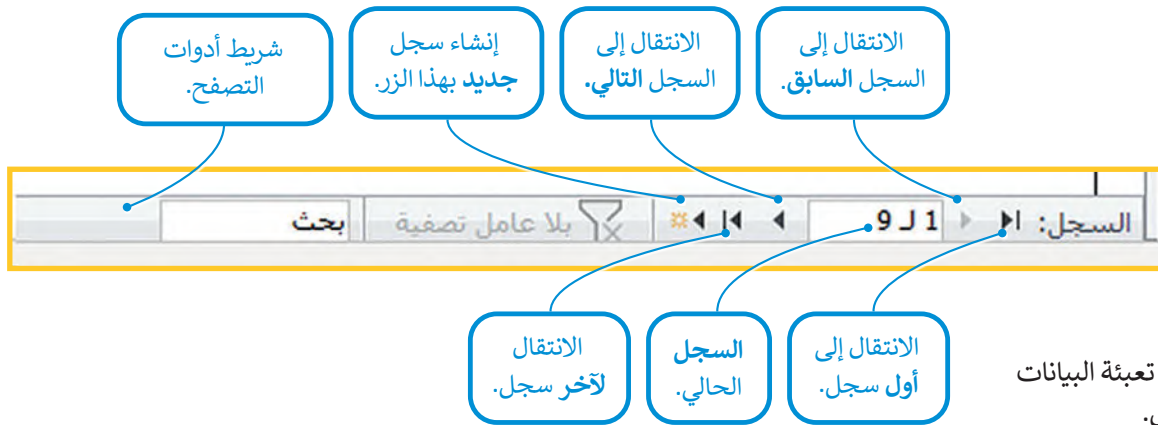 الانتقال إلى
السجل السابق.
الانتقال إلى
السجل التالي.
إنشاء سجل
جديد بهذا الزر.
شريط أدوات
التصفح.
السجل: 1 لـ 9 بلا عامل تصفية بحث
الانتقال إلى
أول سجل.
السجل
الحالي.
الانتقال
لآخر سجل.
تعبئة البيانات